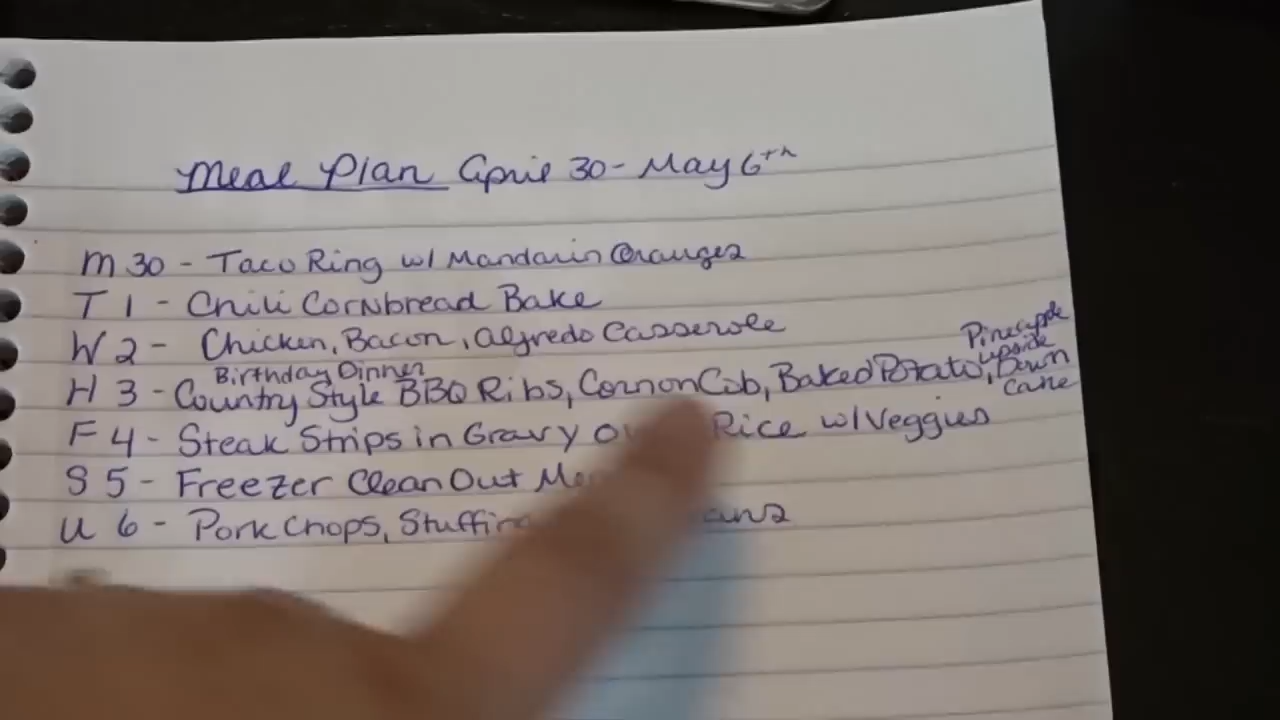 Meal Plan April 30 - May 6th
M 30 - Taco Ring w/ Mandarin Oranges
T 1 - Chili Cornbread Bake
W 2 - Chicken, Bacon, Alfredo Casserole
Birthday Dinner
H 3 - Country Style BBQ Ribs, Corn on Cob, Baked Potato, Pineapple upside Down Cake
F 4 - Steak Strips in Gravy Rice w/ Veggies
S 5 - Freezer Clean Out
U 6 - Pork Chops, Stuffing